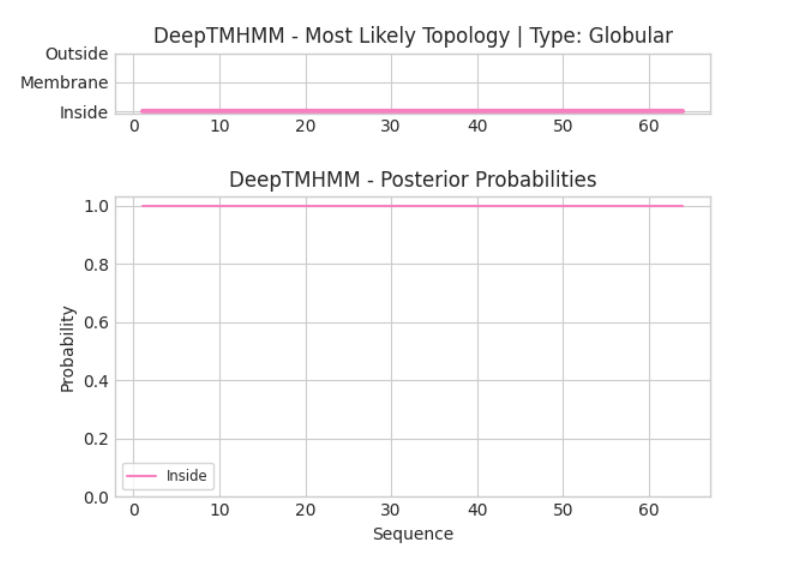 DeepTMHMM - Most Likely Topology | Type: Globular
Outside
Membrane
Inside
0 10 20 30 40 50 60
DeepTMHMM - Posterior Probabilities
1.0
0.8
0.6
0.4
0.2
0.0
Probability
Inside
0 10 20 30 40 50 60
Sequence